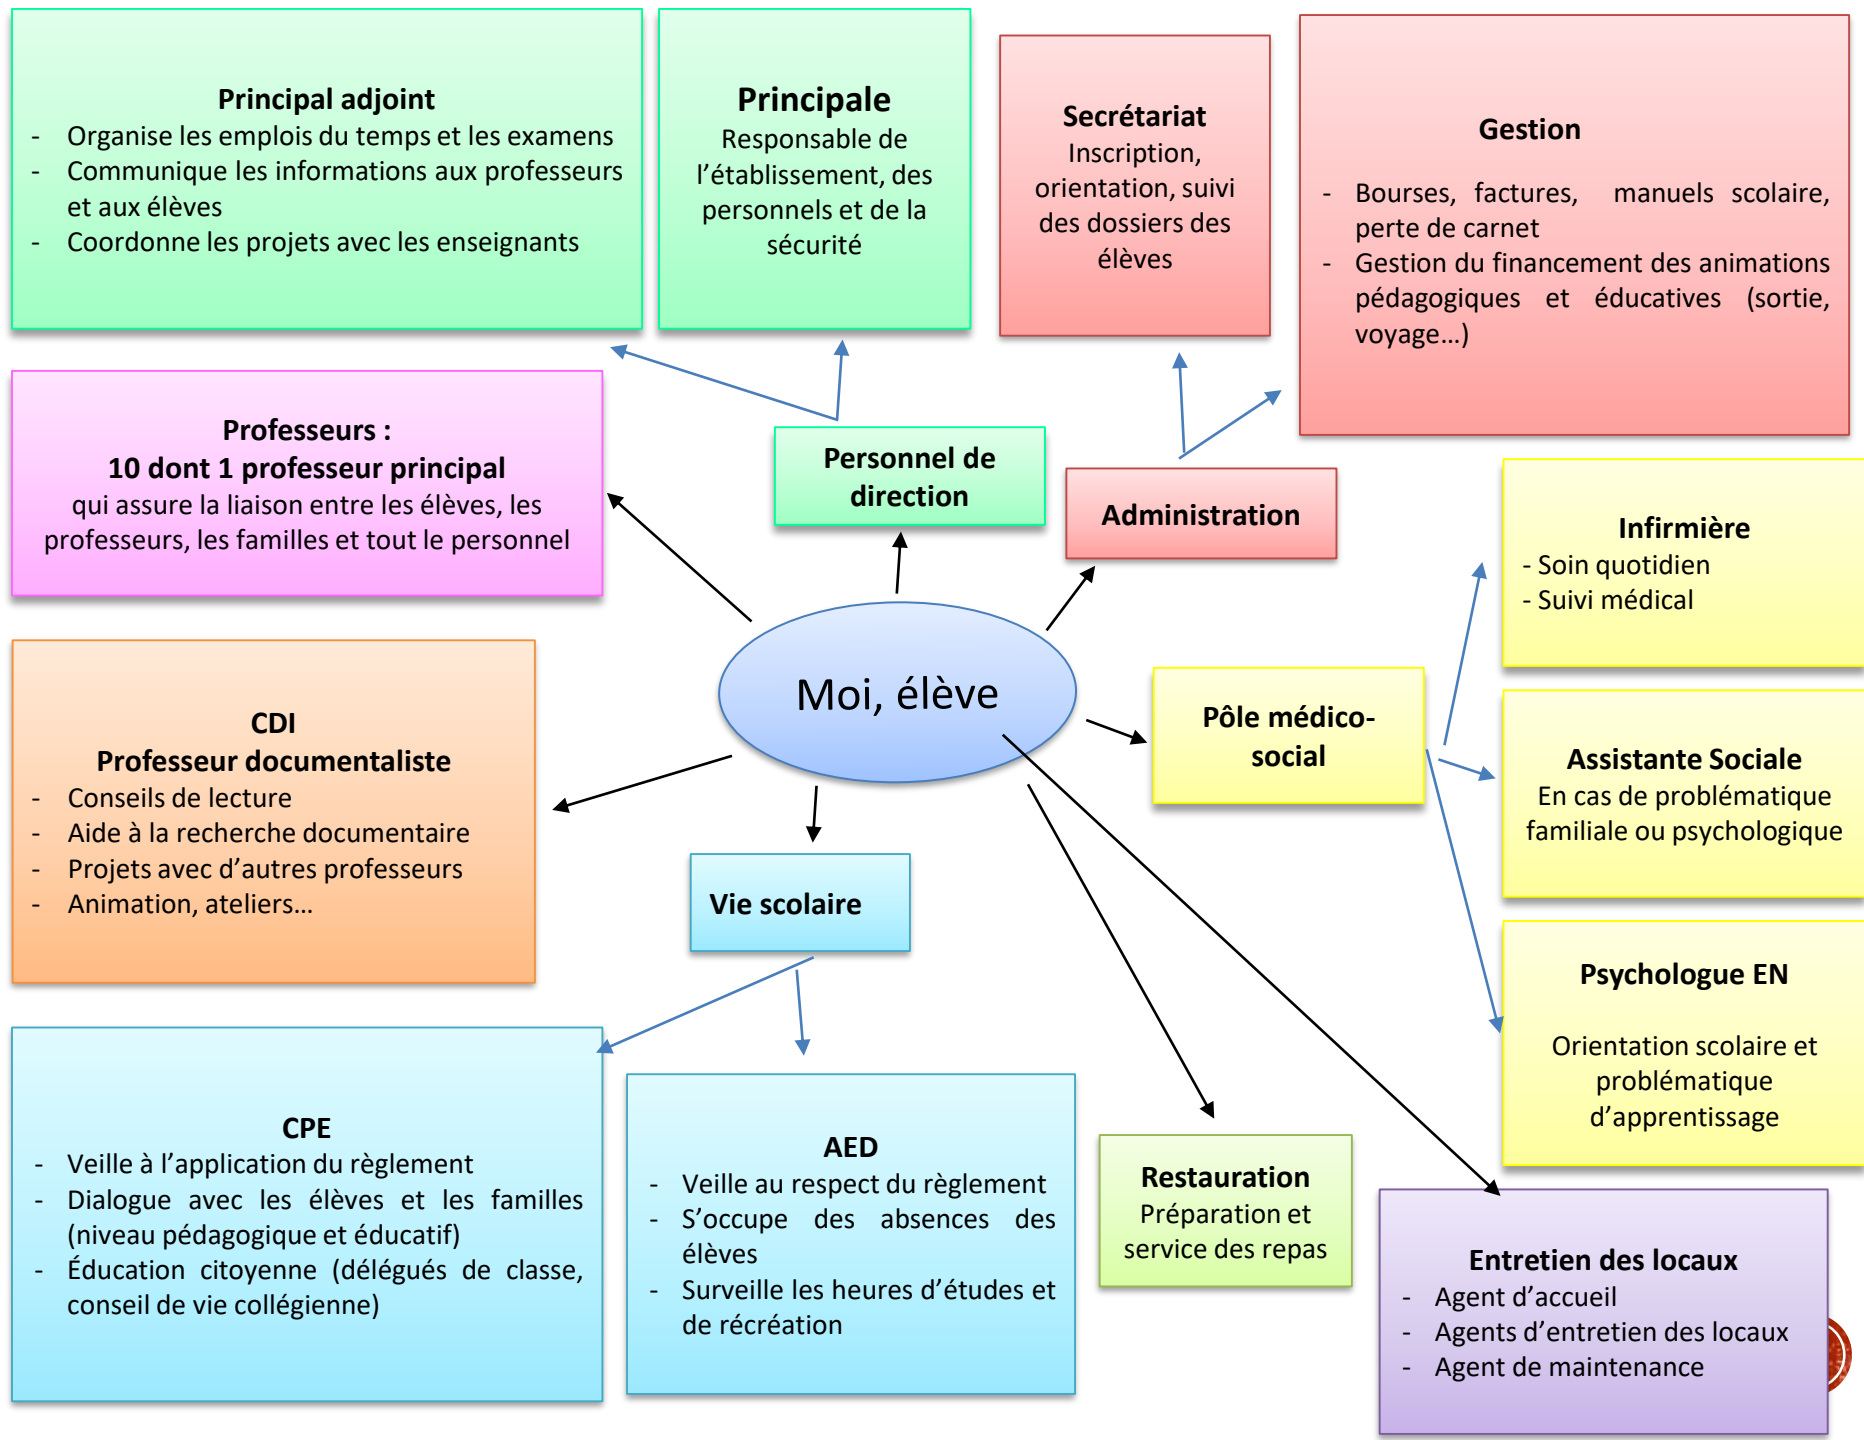 Principal adjoint
- Organise les emplois du temps et les examens
- Communique les informations aux professeurs
et aux élèves
- Coordonne les projets avec les enseignants
Principale
Responsable de
l’établissement, des
personnels et de la
sécurité
Secrétariat
Inscription,
orientation, suivi
des dossiers des
élèves
Gestion
- Bourses, factures, manuels scolaire,
perte de carnet
- Gestion du financement des animations
pédagogiques et éducatives (sortie,
voyage…)
Professeurs :
10 dont 1 professeur principal
qui assure la liaison entre les élèves, les
professeurs, les familles et tout le personnel
Personnel de
direction
Administration
Infirmière
- Soin quotidien
- Suivi médical
CDI
Professeur documentaliste
- Conseils de lecture
- Aide à la recherche documentaire
- Projets avec d’autres professeurs
- Animation, ateliers…
Moi, élève
Pôle médico-
social
Assistante Sociale
En cas de problématique
familiale ou psychologique
Vie scolaire
Psychologue EN
Orientation scolaire et
problématique
d’apprentissage
CPE
- Veille à l’application du règlement
- Dialogue avec les élèves et les familles
(niveau pédagogique et éducatif)
- Éducation citoyenne (délégués de classe,
conseil de vie collégienne)
AED
- Veille au respect du règlement
- S’occupe des absences des
élèves
- Surveille les heures d’études et
de récréation
Restauration
Préparation et
service des repas
Entretien des locaux
- Agent d’accueil
- Agents d’entretien des locaux
- Agent de maintenance